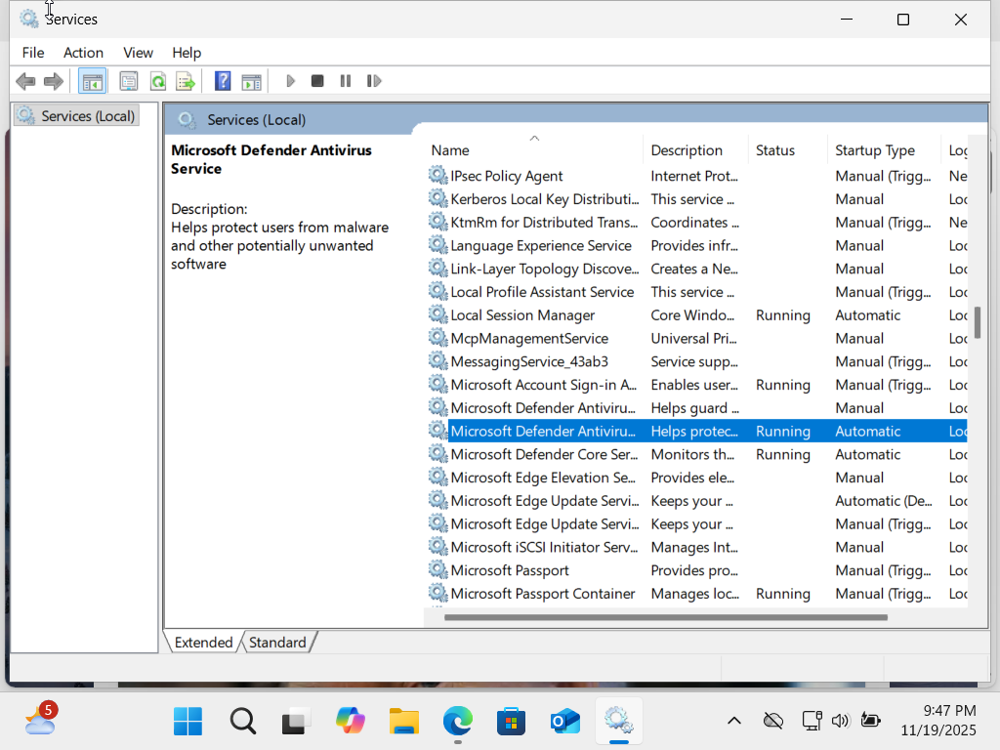 Services
File Action View Help
Services (Local)
Services (Local)
Microsoft Defender Antivirus
Service
Description:
Helps protect users from malware
and other potentially unwanted
software
Name Description Status Startup Type Log
IPsec Policy Agent Internet Prot... Manual (Trigg... Ne
Kerberos Local Key Distributi... This service ... Manual Loc
KtmRm for Distributed Trans... Coordinates ... Manual (Trigg... Ne
Language Experience Service Provides infr... Manual Loc
Link-Layer Topology Discove... Creates a Ne... Manual Loc
Local Profile Assistant Service This service ... Manual (Trigg... Loc
Local Session Manager Core Windo... Running Automatic Loc
McpManagementService Universal Pri... Manual Loc
MessagingService_43ab3 Service supp... Manual (Trigg... Loc
Microsoft Account Sign-in A... Enables user... Running Manual (Trigg... Loc
Microsoft Defender Antiviru... Helps guard ... Manual Loc
Microsoft Defender Antiviru... Helps protec... Running Automatic Loc
Microsoft Defender Core Ser... Monitors th... Running Automatic Loc
Microsoft Edge Elevation Se... Provides ele... Manual Loc
Microsoft Edge Update Servi... Keeps your ... Automatic (De... Loc
Microsoft Edge Update Servi... Keeps your ... Manual (Trigg... Loc
Microsoft iSCSI Initiator Serv... Manages Int... Manual Loc
Microsoft Passport Provides pro... Manual (Trigg... Loc
Microsoft Passport Container Manages loc... Running Manual (Trigg... Loc
Extended Standard
5
9:47 PM
11/19/2025